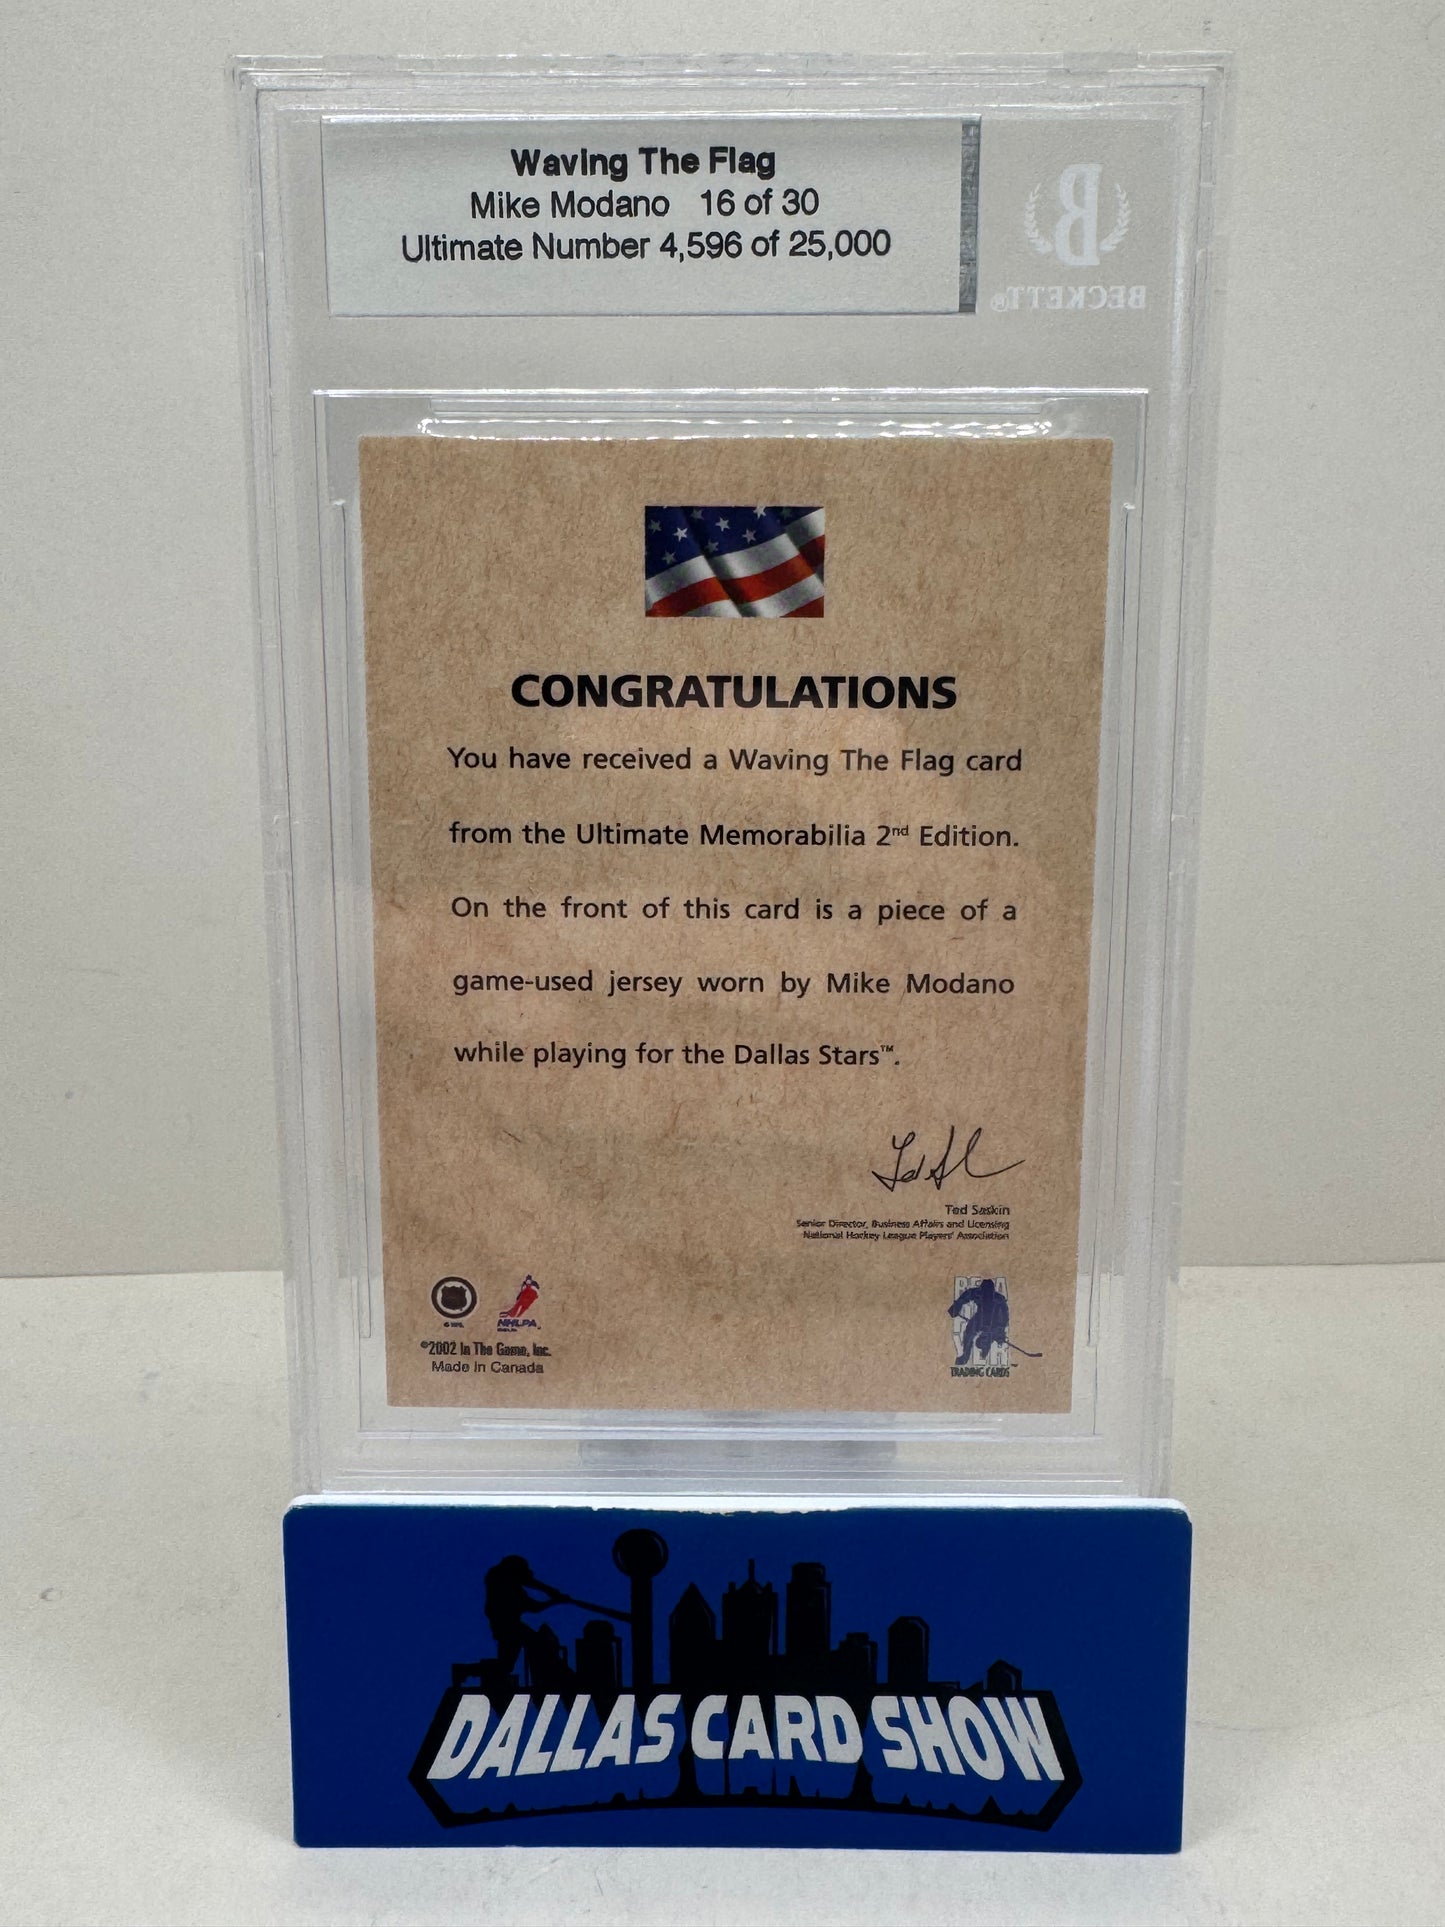 Waving The Flag
Mike Modano 16 of 30
Ultimate Number 4,596 of 25,000
BECKETT®
CONGRATULATIONS
You have received a Waving The Flag card
from the Ultimate Memorabilia 2nd Edition.
On the front of this card is a piece of a
game-used jersey worn by Mike Modano
while playing for the Dallas Stars™.
Ted Saskin
Senior Director, Business Affairs and Licensing
National Hockey League Players' Association
© NHL
NHLPA
©2002 In The Game, Inc.
Made in Canada
BE A
PLAYER
TRADING CARDS™
DALLAS CARD SHOW